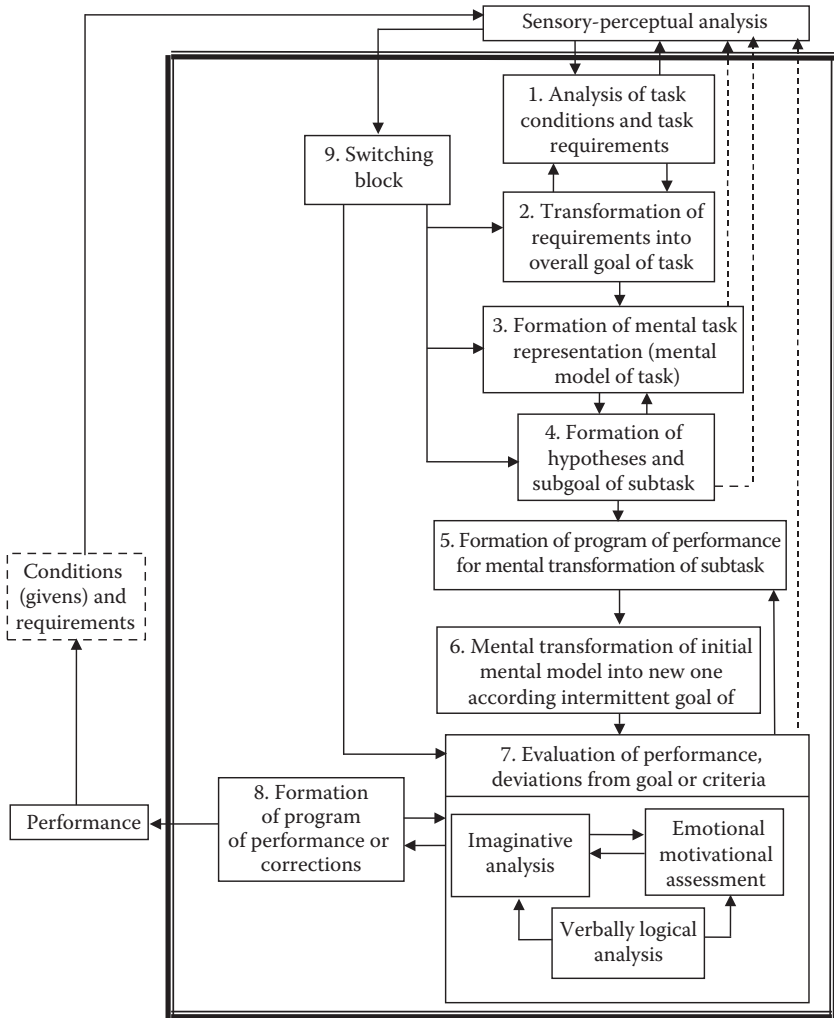 Sensory-perceptual analysis
1. Analysis of task
conditions and task
requirements
9. Switching
block
2. Transformation of
requirements into
overall goal of task
3. Formation of mental task
representation (mental
model of task)
4. Formation of
hypotheses and
subgoal of subtask
5. Formation of program of performance
for mental transformation of subtask
Conditions
(givens) and
requirements
6. Mental transformation of initial
mental model into new one
according intermittent goal of
7. Evaluation of performance,
deviations from goal or criteria
8. Formation
of program
of performance or
corrections
Performance
Imaginative
analysis
Emotional
motivational
assessment
Verbally logical
analysis